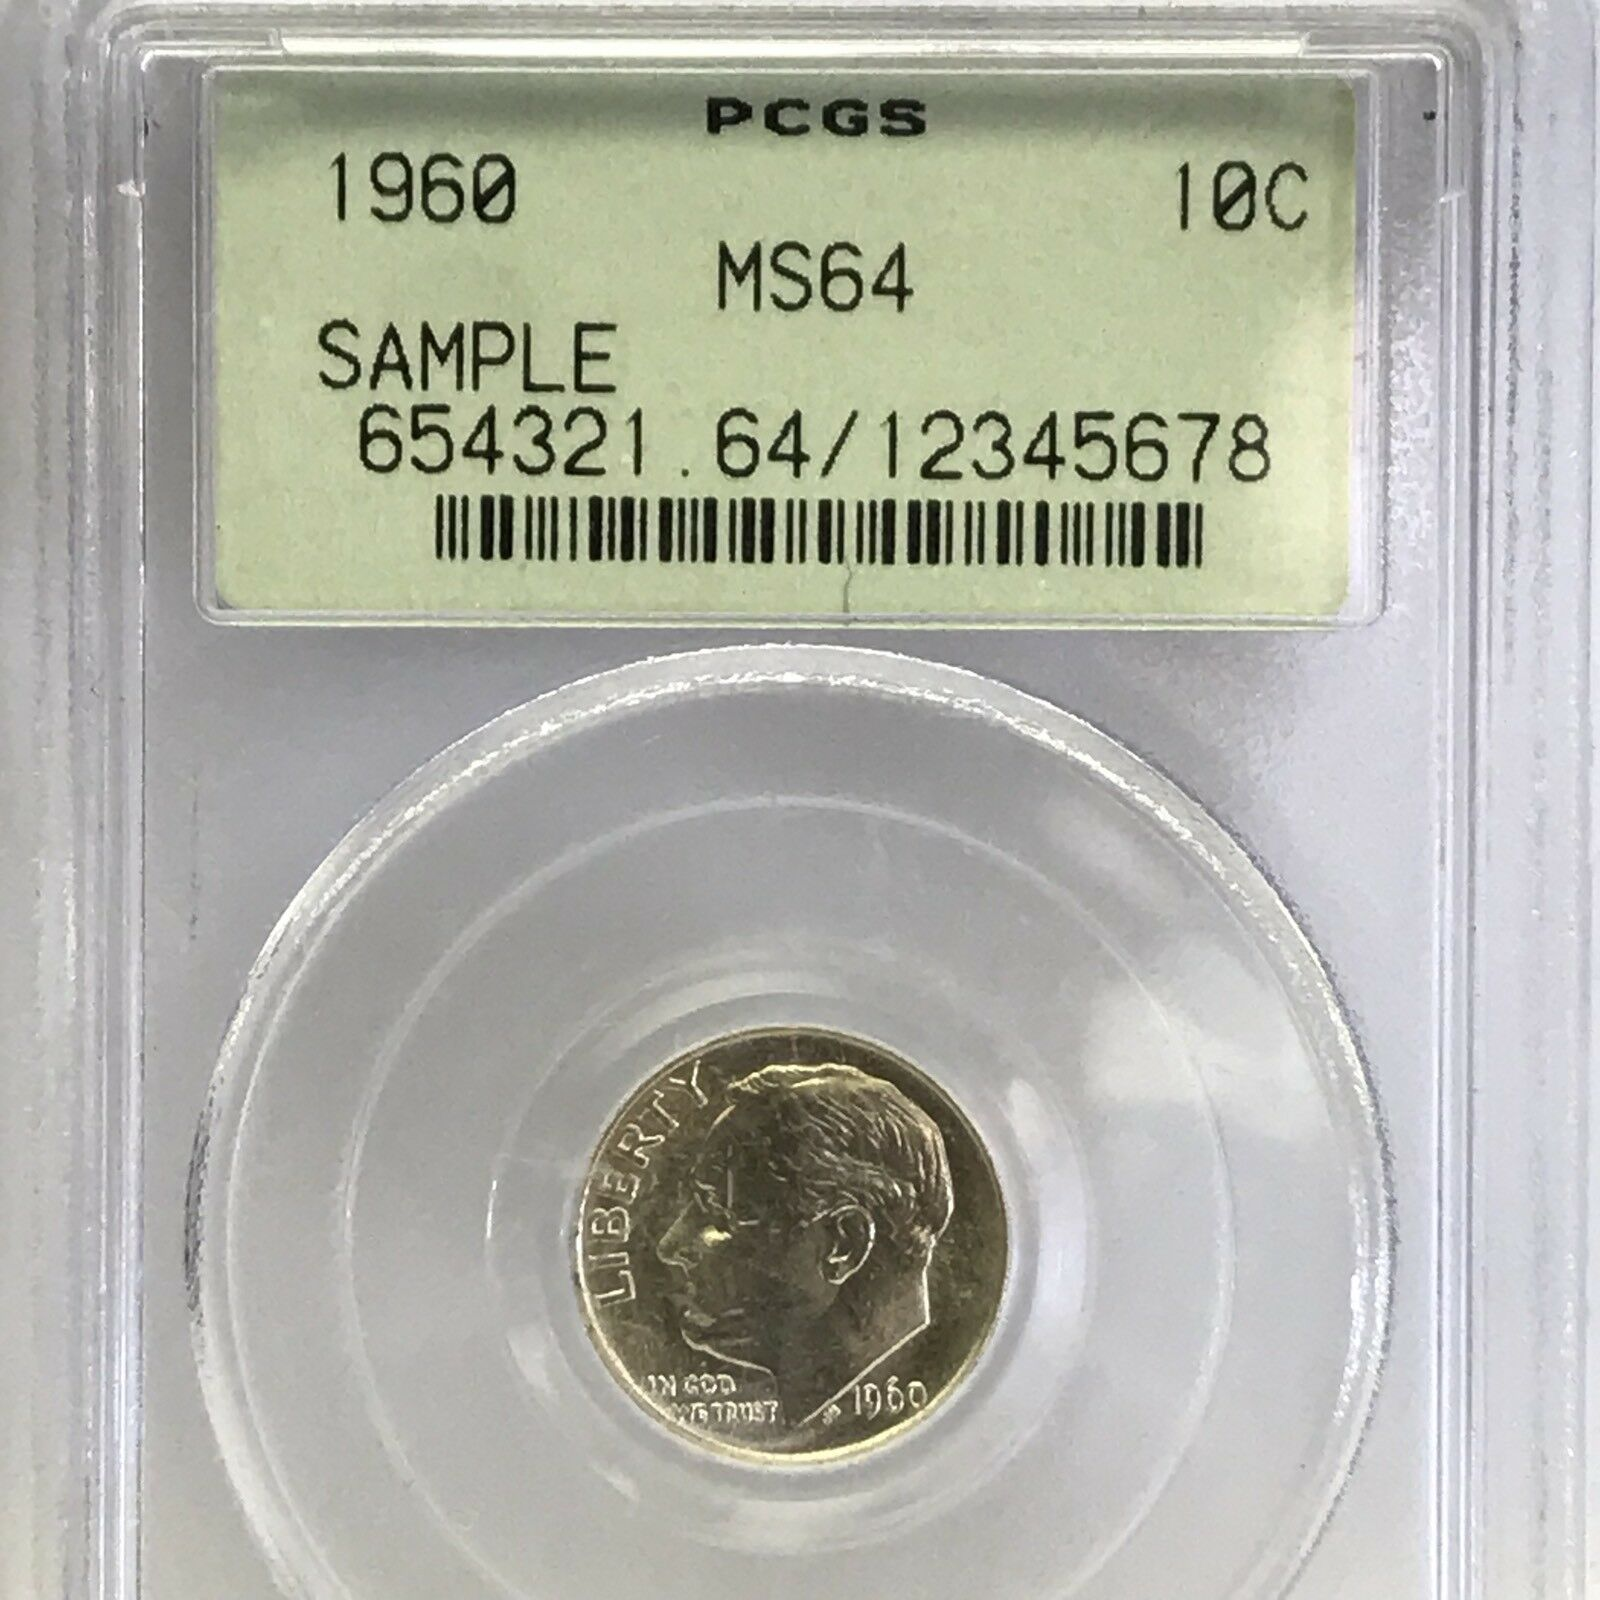 PCGS
1960 10C
MS64
SAMPLE
654321.64/12345678
LIBERTY
IN GOD
WE TRUST
1960